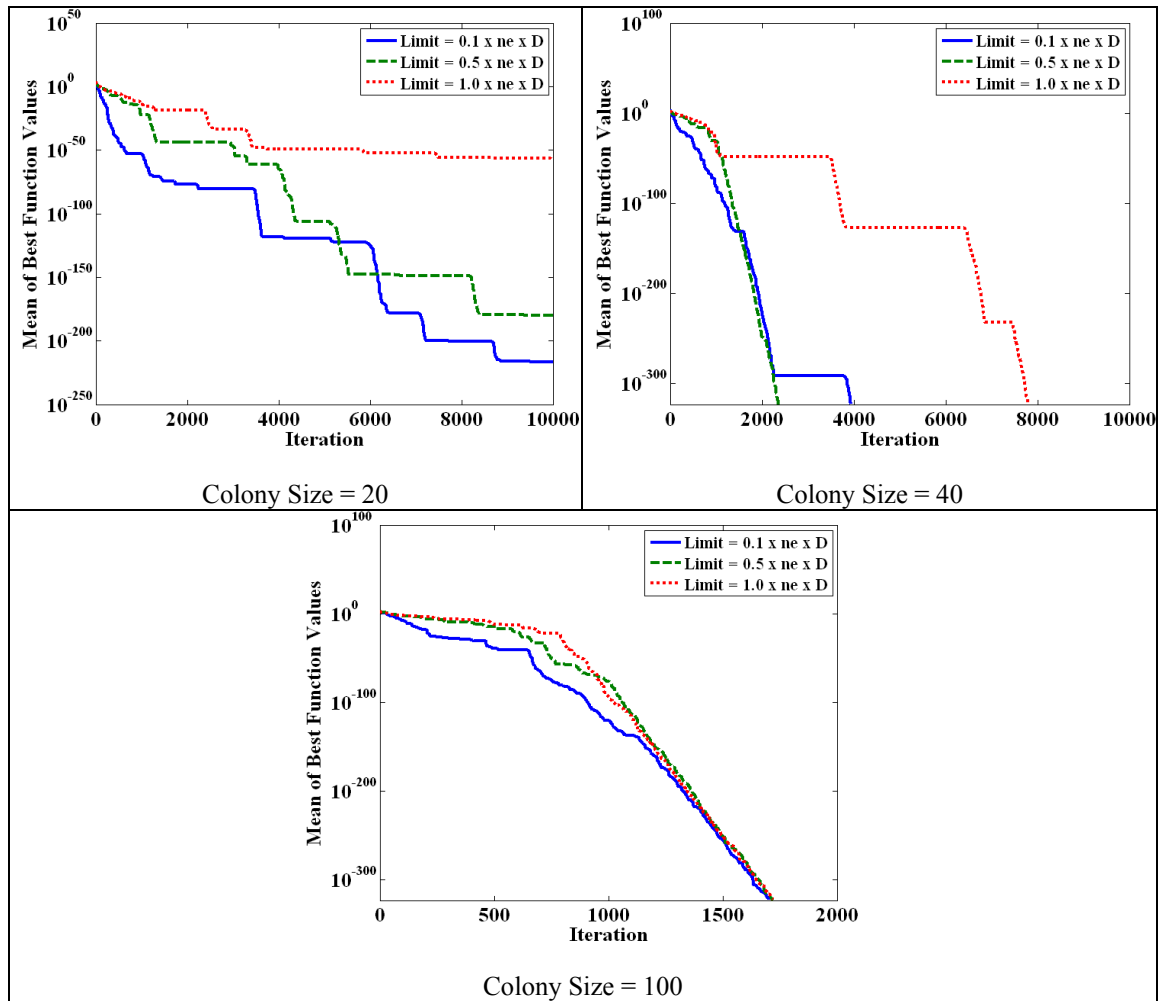 Mean of Best Function Values
10^50
10^0
10^-50
10^-100
10^-150
10^-200
10^-250
Limit = 0.1 x ne x D
Limit = 0.5 x ne x D
Limit = 1.0 x ne x D
0 2000 4000 6000 8000 10000
Iteration
Colony Size = 20
Mean of Best Function Values
10^100
10^0
10^-100
10^-200
10^-300
Limit = 0.1 x ne x D
Limit = 0.5 x ne x D
Limit = 1.0 x ne x D
0 2000 4000 6000 8000 10000
Iteration
Colony Size = 40
Mean of Best Function Values
10^100
10^0
10^-100
10^-200
10^-300
Limit = 0.1 x ne x D
Limit = 0.5 x ne x D
Limit = 1.0 x ne x D
0 500 1000 1500 2000
Iteration
Colony Size = 100